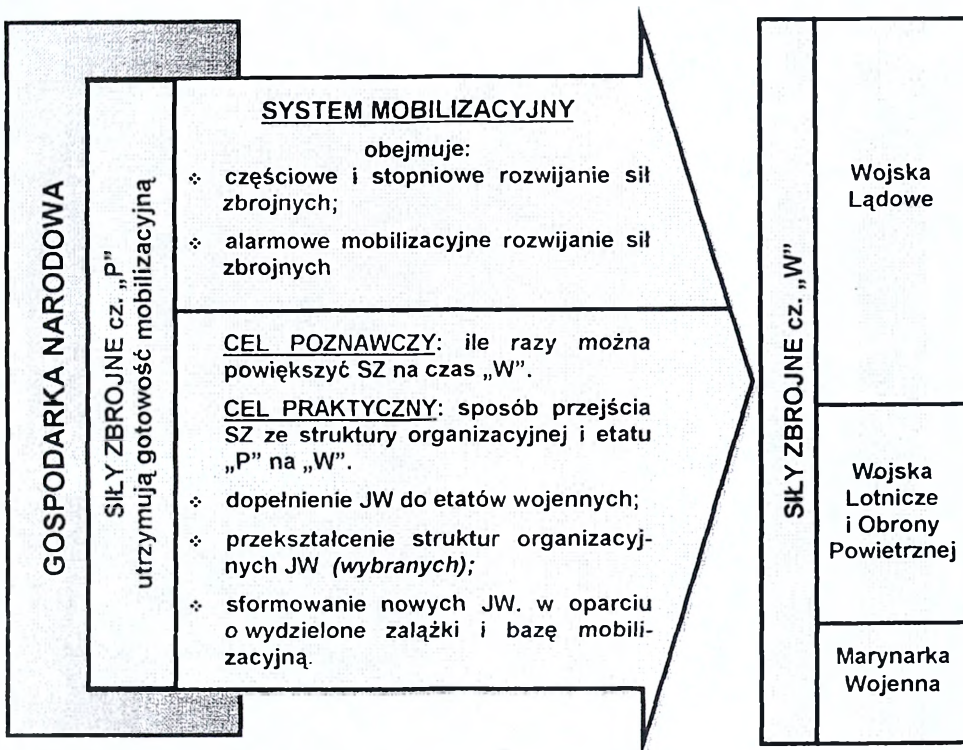 GOSPODARKA NARODOWA
SIŁY ZBROJNE cz. „P”
utrzymują gotowość mobilizacyjną
SYSTEM MOBILIZACYJNY
obejmuje:
❖ częściowe i stopniowe rozwijanie sił
zbrojnych;
❖ alarmowe mobilizacyjne rozwijanie sił
zbrojnych
CEL POZNAWCZY: ile razy można
powiększyć SZ na czas „W”.
CEL PRAKTYCZNY: sposób przejścia
SZ ze struktury organizacyjnej i etatu
„P” na „W”.
❖ dopełnienie JW do etatów wojennych;
❖ przekształcenie struktur organizacyj-
nych JW (wybranych);
❖ sformowanie nowych JW. w oparciu
o wydzielone zalążki i bazę mobili-
zacyjną.
SIŁY ZBROJNE cz. „W”
Wojska
Lądowe
Wojska
Lotnicze
i Obrony
Powietrznej
Marynarka
Wojenna